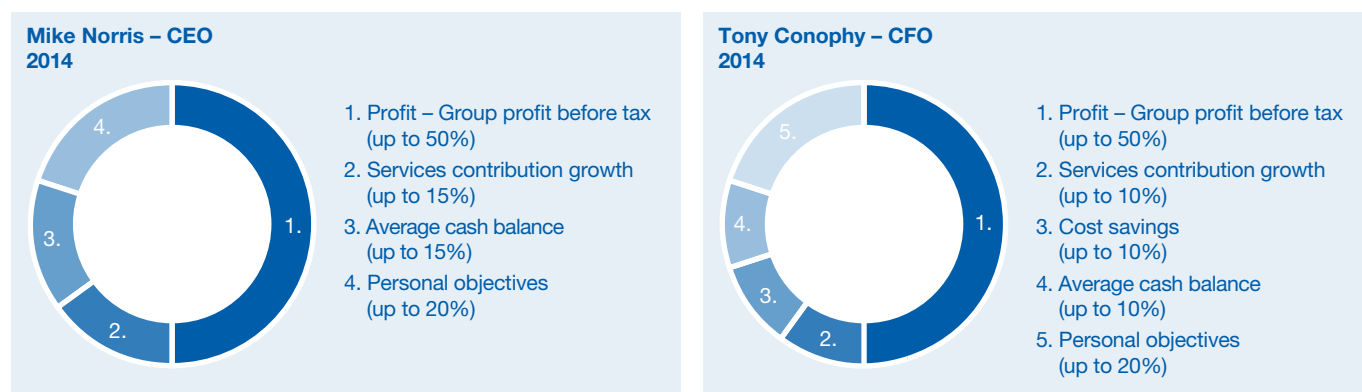 Mike Norris – CEO
2014
1. Profit – Group profit before tax
(up to 50%)
2. Services contribution growth
(up to 15%)
3. Average cash balance
(up to 15%)
4. Personal objectives
(up to 20%)
4.
3.
2.
1.
Tony Conophy – CFO
2014
1. Profit – Group profit before tax
(up to 50%)
2. Services contribution growth
(up to 10%)
3. Cost savings
(up to 10%)
4. Average cash balance
(up to 10%)
5. Personal objectives
(up to 20%)
5.
4.
3.
2.
1.